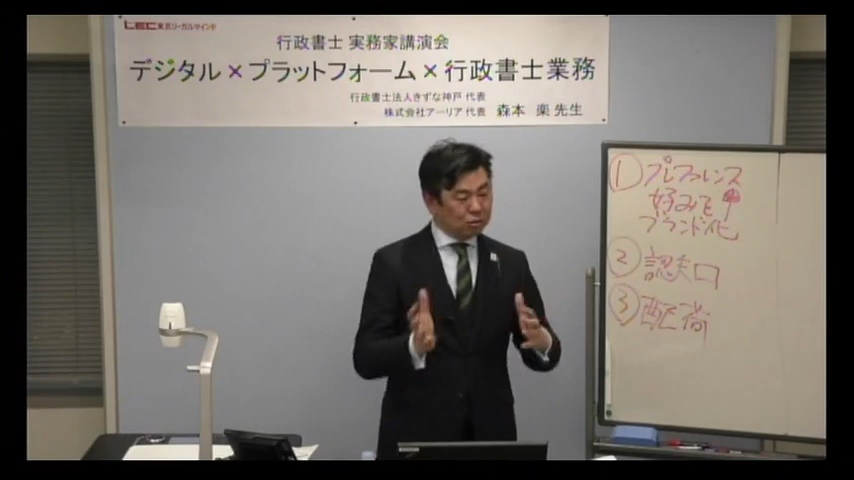 LEC東京リーガルマインド
行政書士 実務家講演会
デジタル×プラットフォーム×行政書士業務
行政書士法人きずな神戸 代表
株式会社アーリア 代表 森本 楽 先生
① プレファレンス
好みを
ブランド化
② 認知
③ 配荷